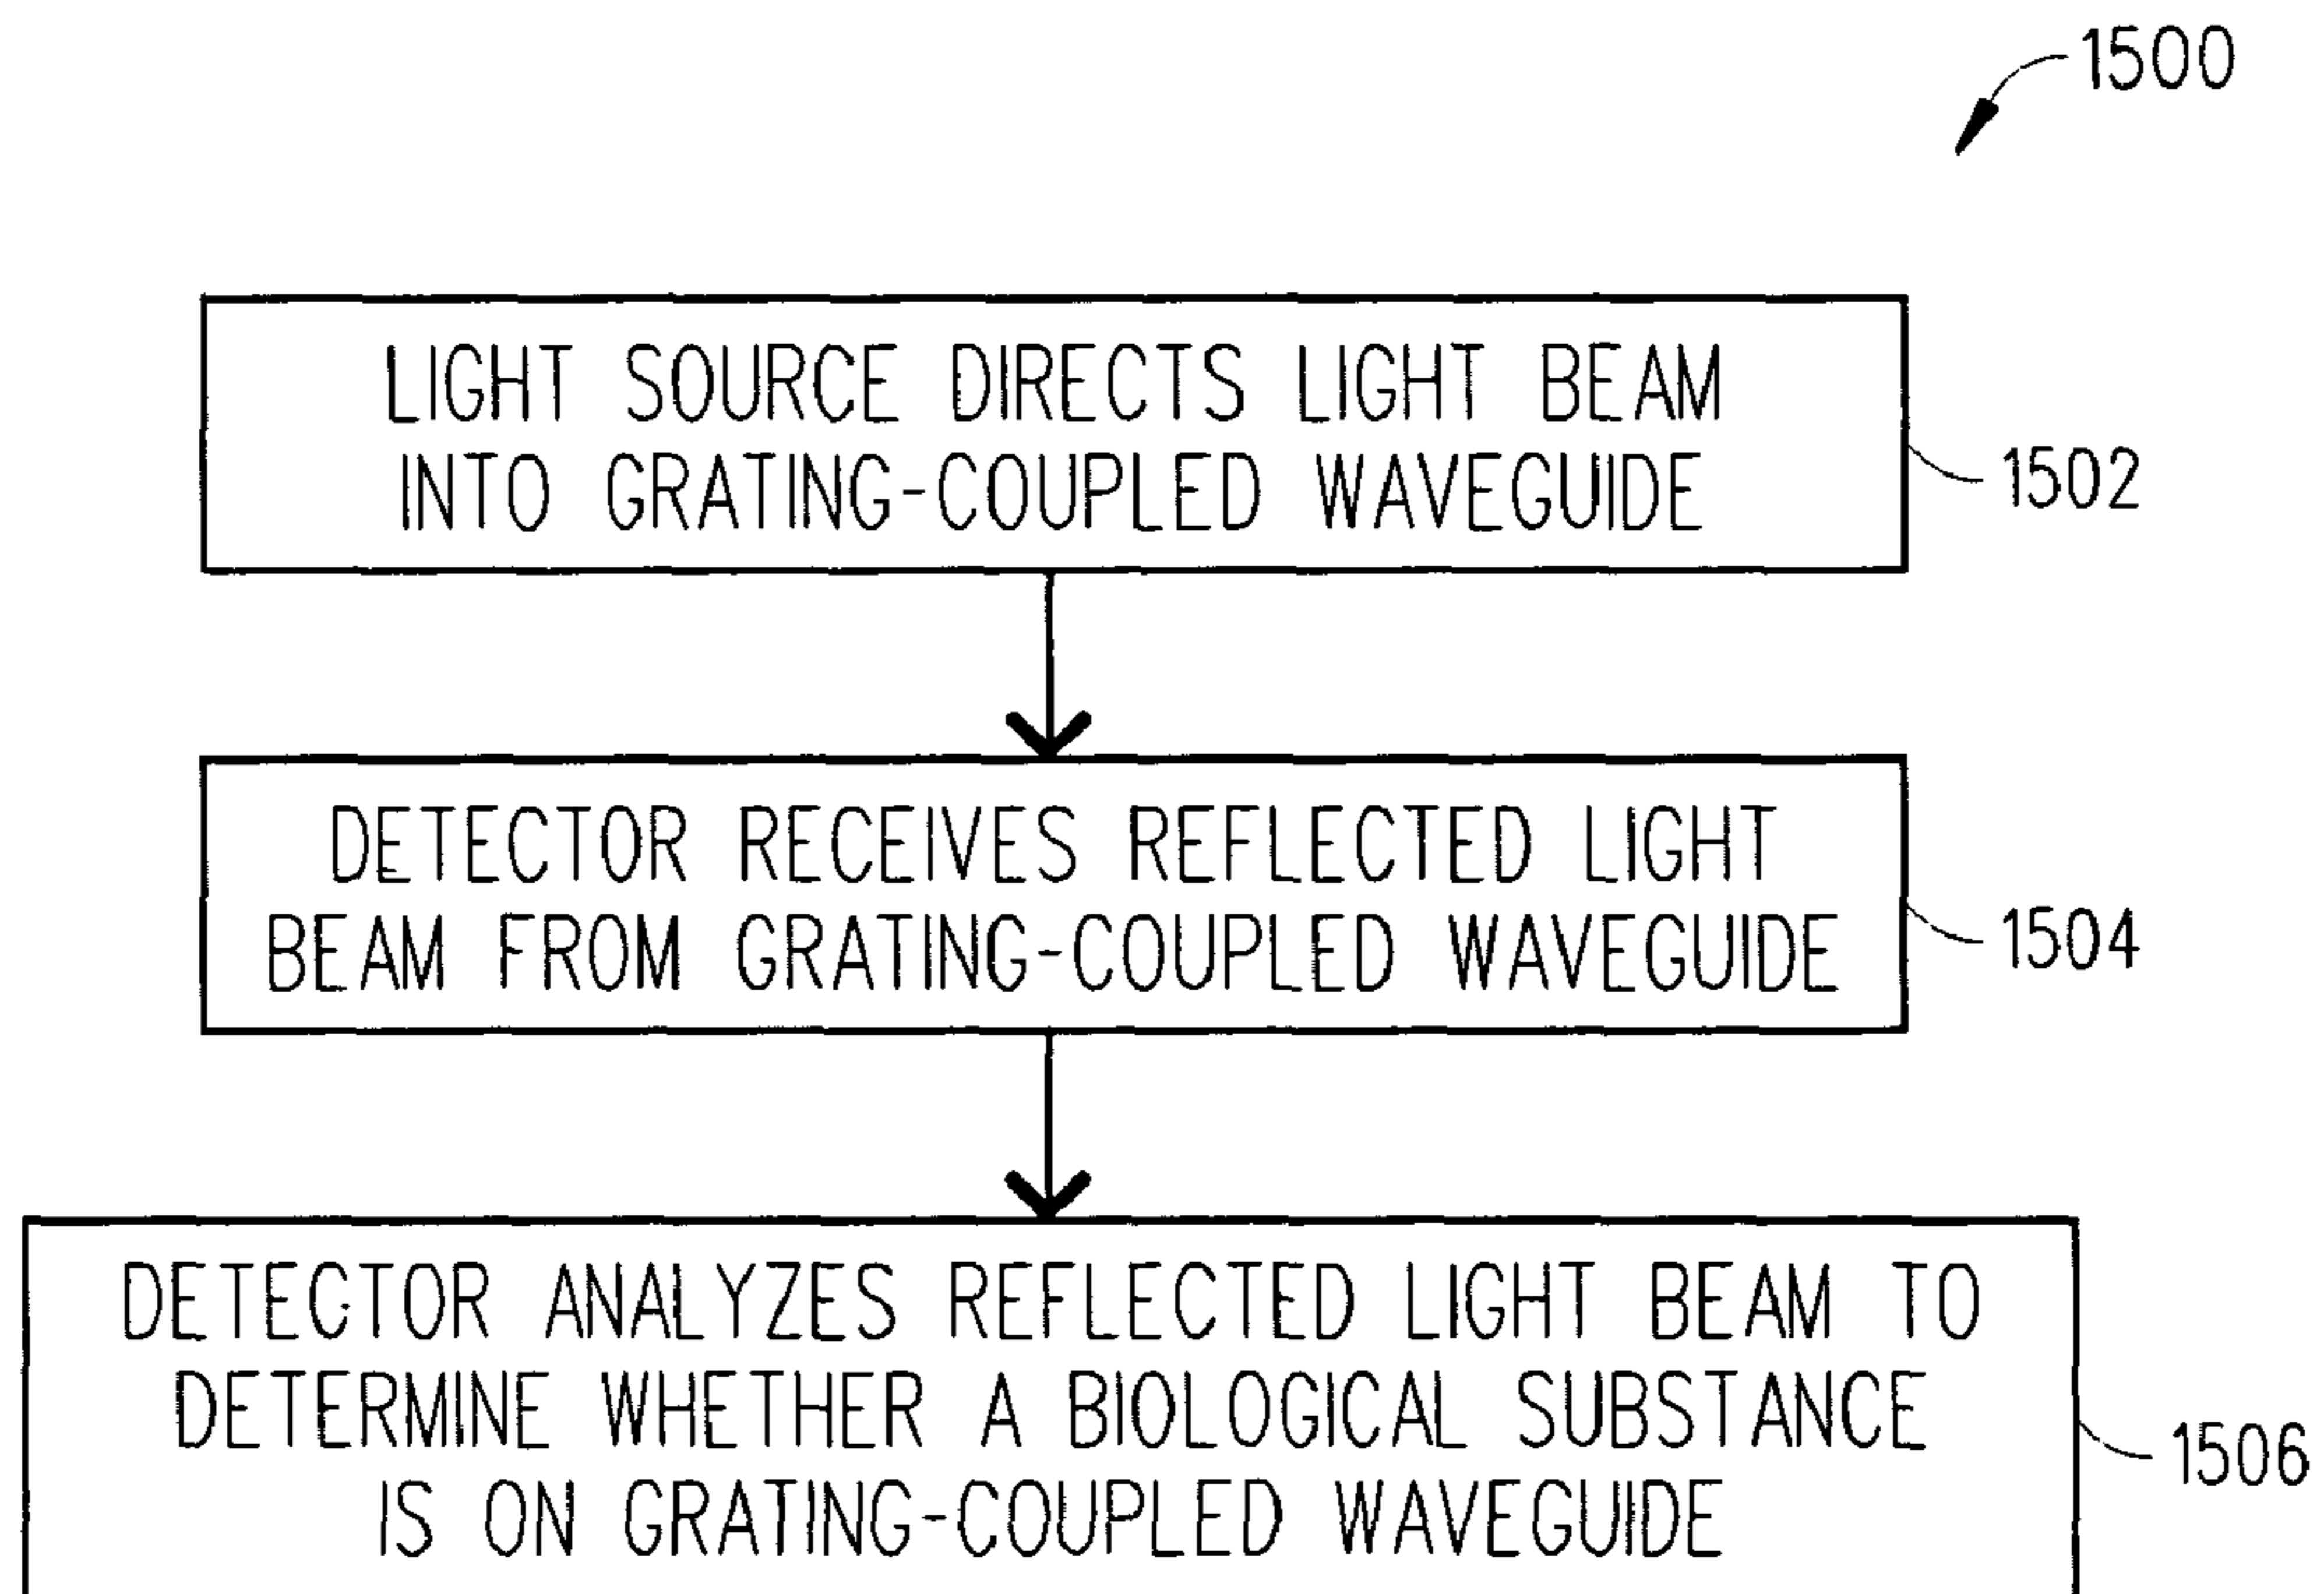 1500
LIGHT SOURCE DIRECTS LIGHT BEAM
INTO GRATING-COUPLED WAVEGUIDE
1502
DETECTOR RECEIVES REFLECTED LIGHT
BEAM FROM GRATING-COUPLED WAVEGUIDE
1504
DETECTOR ANALYZES REFLECTED LIGHT BEAM TO
DETERMINE WHETHER A BIOLOGICAL SUBSTANCE
IS ON GRATING-COUPLED WAVEGUIDE
1506